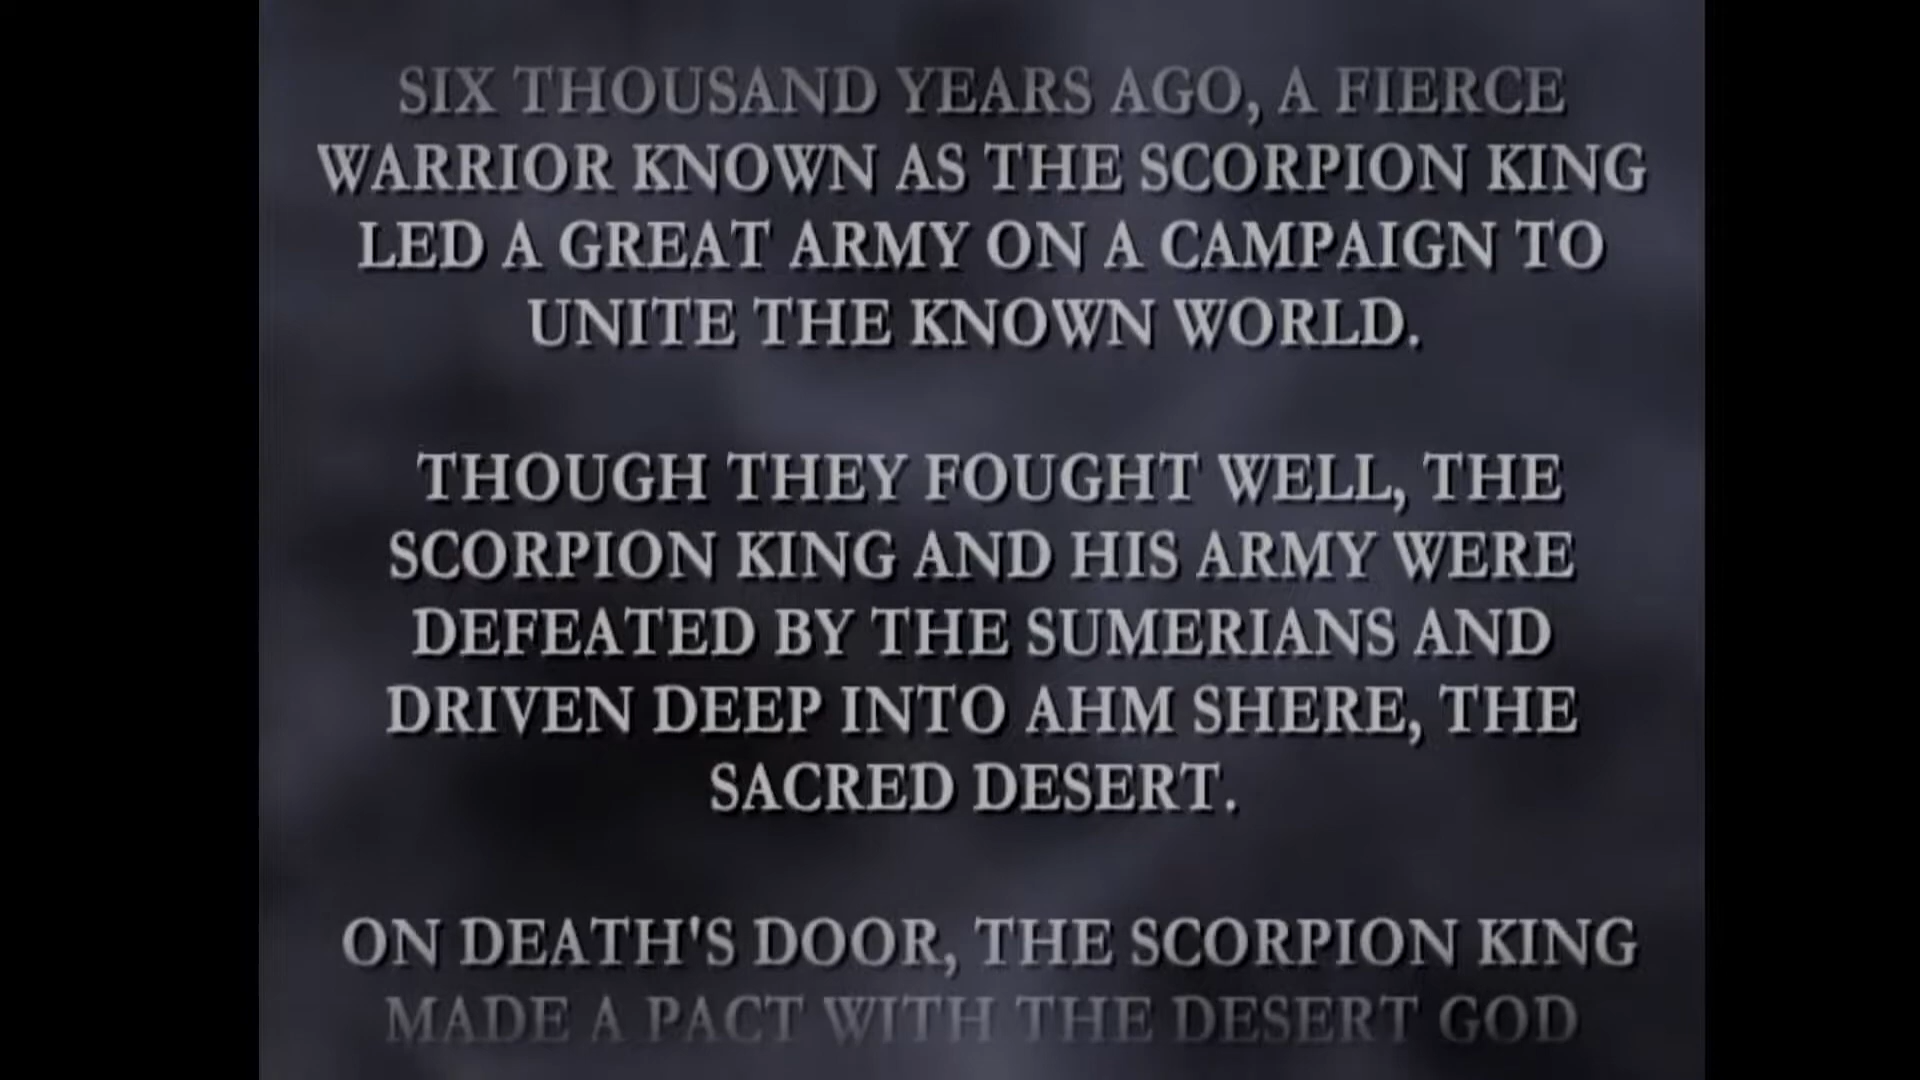 SIX THOUSAND YEARS AGO, A FIERCE
WARRIOR KNOWN AS THE SCORPION KING
LED A GREAT ARMY ON A CAMPAIGN TO
UNITE THE KNOWN WORLD.
THOUGH THEY FOUGHT WELL, THE
SCORPION KING AND HIS ARMY WERE
DEFEATED BY THE SUMERIANS AND
DRIVEN DEEP INTO AHM SHERE, THE
SACRED DESERT.
ON DEATH'S DOOR, THE SCORPION KING
MADE A PACT WITH THE DESERT GOD